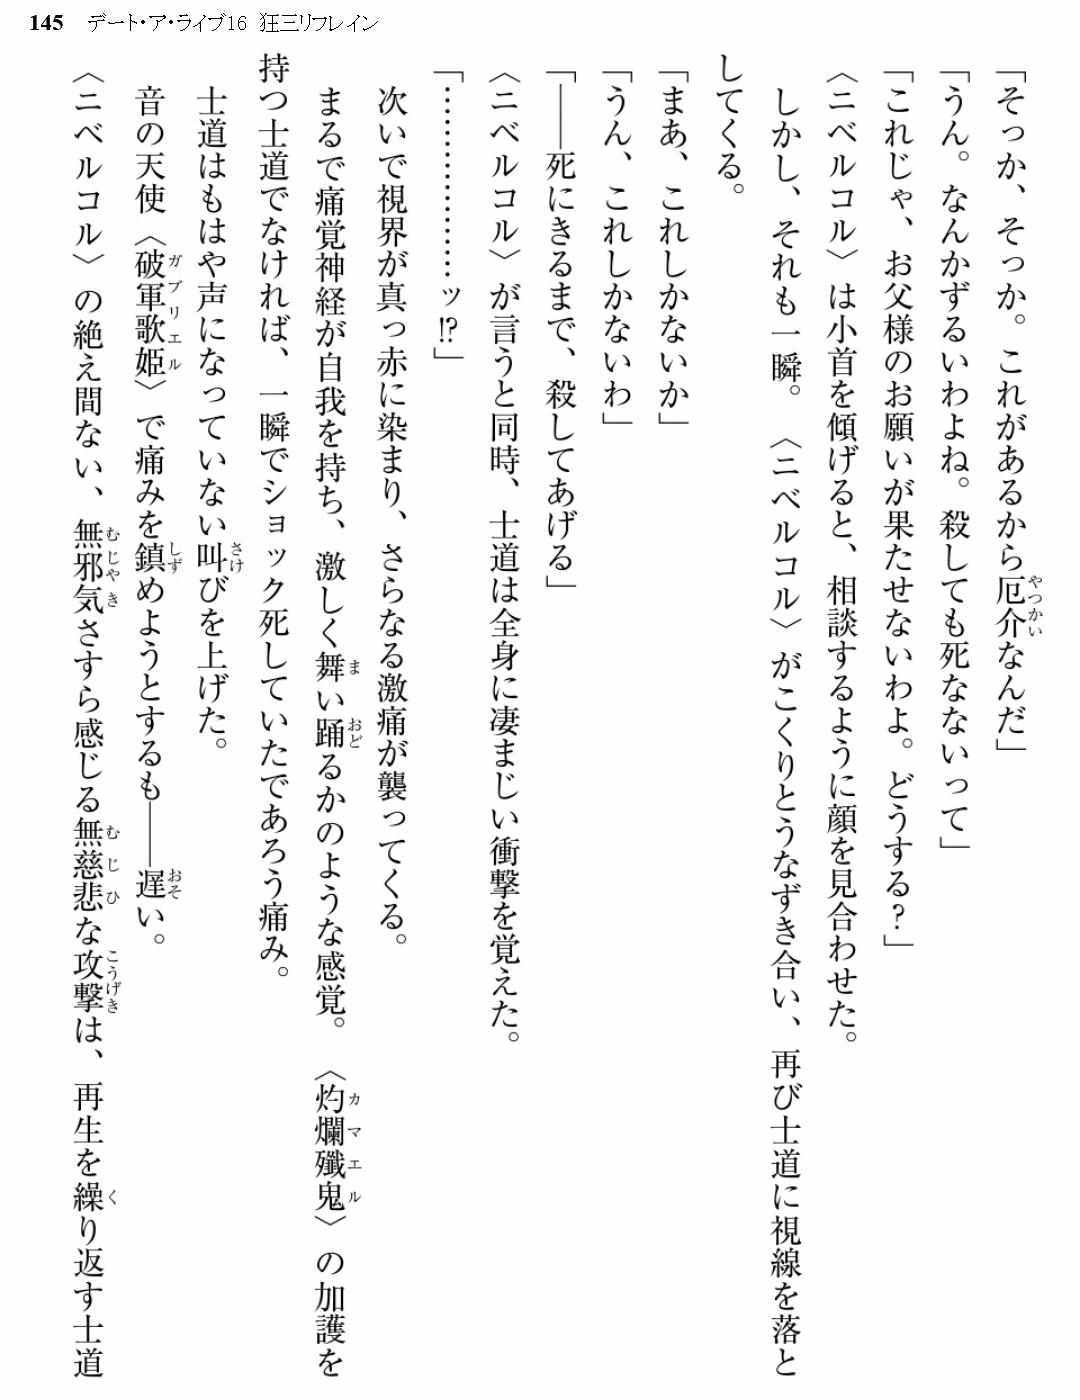 145 デート・ア・ライブ16 狂三リフレイン
「そっか、そっか。これがあるから厄介なんだ」
「うん。なんかずるいわよね。殺しても死なないって」
「これじゃ、お父様のお願いが果たせないわよ。どうする？」
〈ニベルコル〉は小首を傾げると、相談するように顔を見合わせた。
しかし、それも一瞬。〈ニベルコル〉がこくりとうなずき合い、再び士道に視線を落と
してくる。
「まあ、これしかないか」
「うん、これしかないわ」
「――死にきるまで、殺してあげる」
〈ニベルコル〉が言うと同時、士道は全身に凄まじい衝撃を覚えた。
「………………ッ!?」
次いで視界が真っ赤に染まり、さらなる激痛が襲ってくる。
まるで痛覚神経が自我を持ち、激しく舞い踊るかのような感覚。〈灼爛殲鬼〉の加護を
持つ士道でなければ、一瞬でショック死していたであろう痛み。
士道はもはや声になっていない叫びを上げた。
音の天使〈破軍歌姫〉で痛みを鎮めようとするも――遅い。
〈ニベルコル〉の絶え間ない、無邪気さすら感じる無慈悲な攻撃は、再生を繰り返す士道